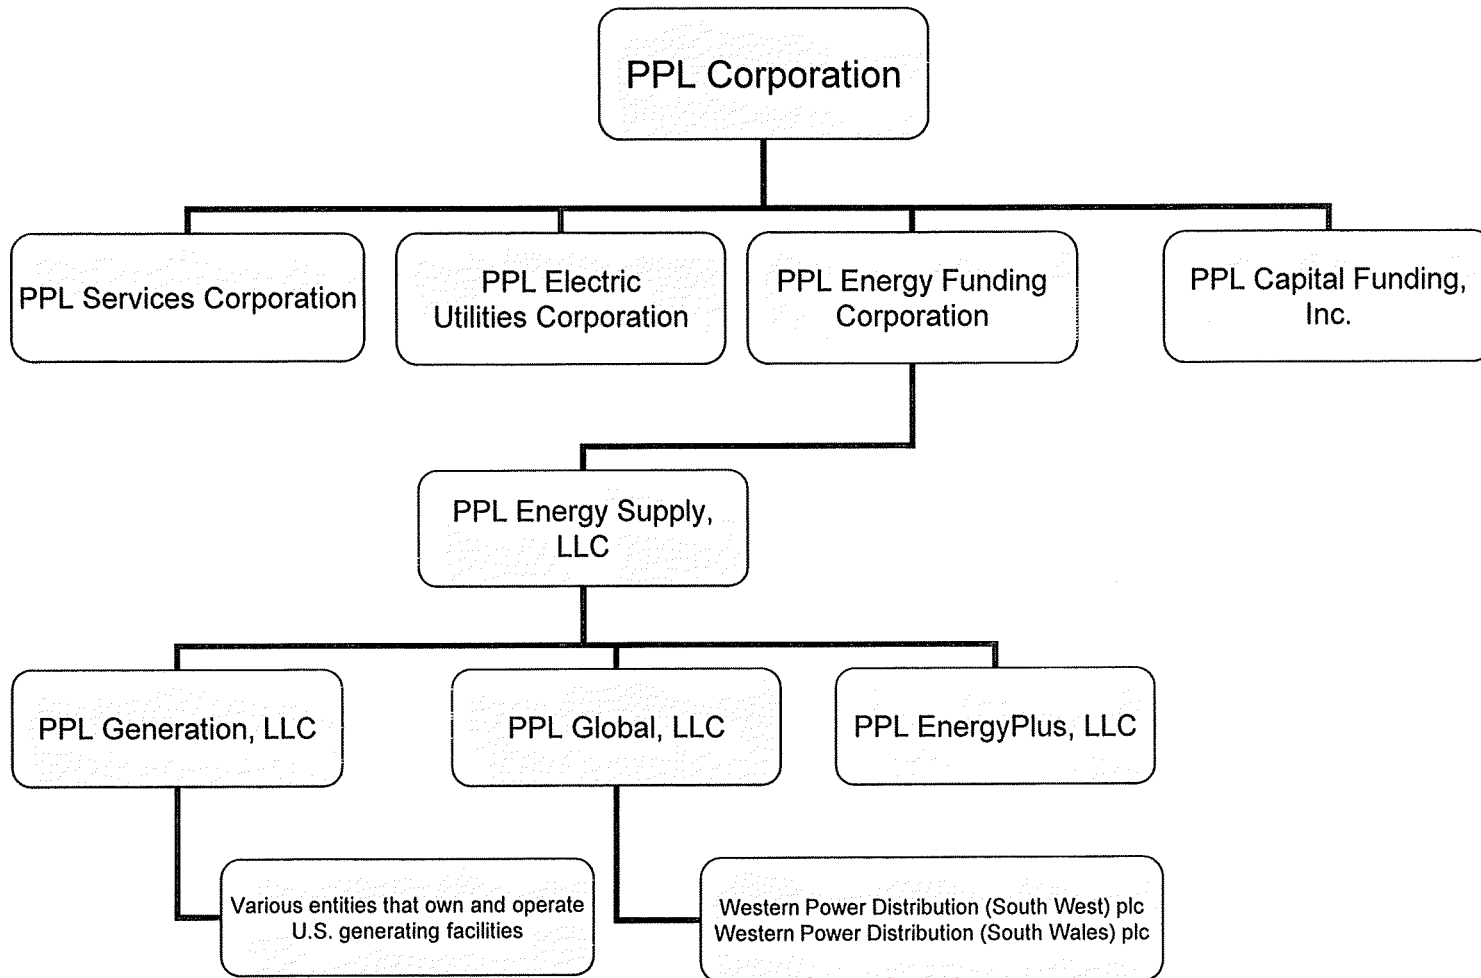 PPL Corporation
PPL Services Corporation
PPL Electric
Utilities Corporation
PPL Energy Funding
Corporation
PPL Capital Funding,
Inc.
PPL Energy Supply,
LLC
PPL Generation, LLC
PPL Global, LLC
PPL EnergyPlus, LLC
Various entities that own and operate
U.S. generating facilities
Western Power Distribution (South West) plc
Western Power Distribution (South Wales) plc